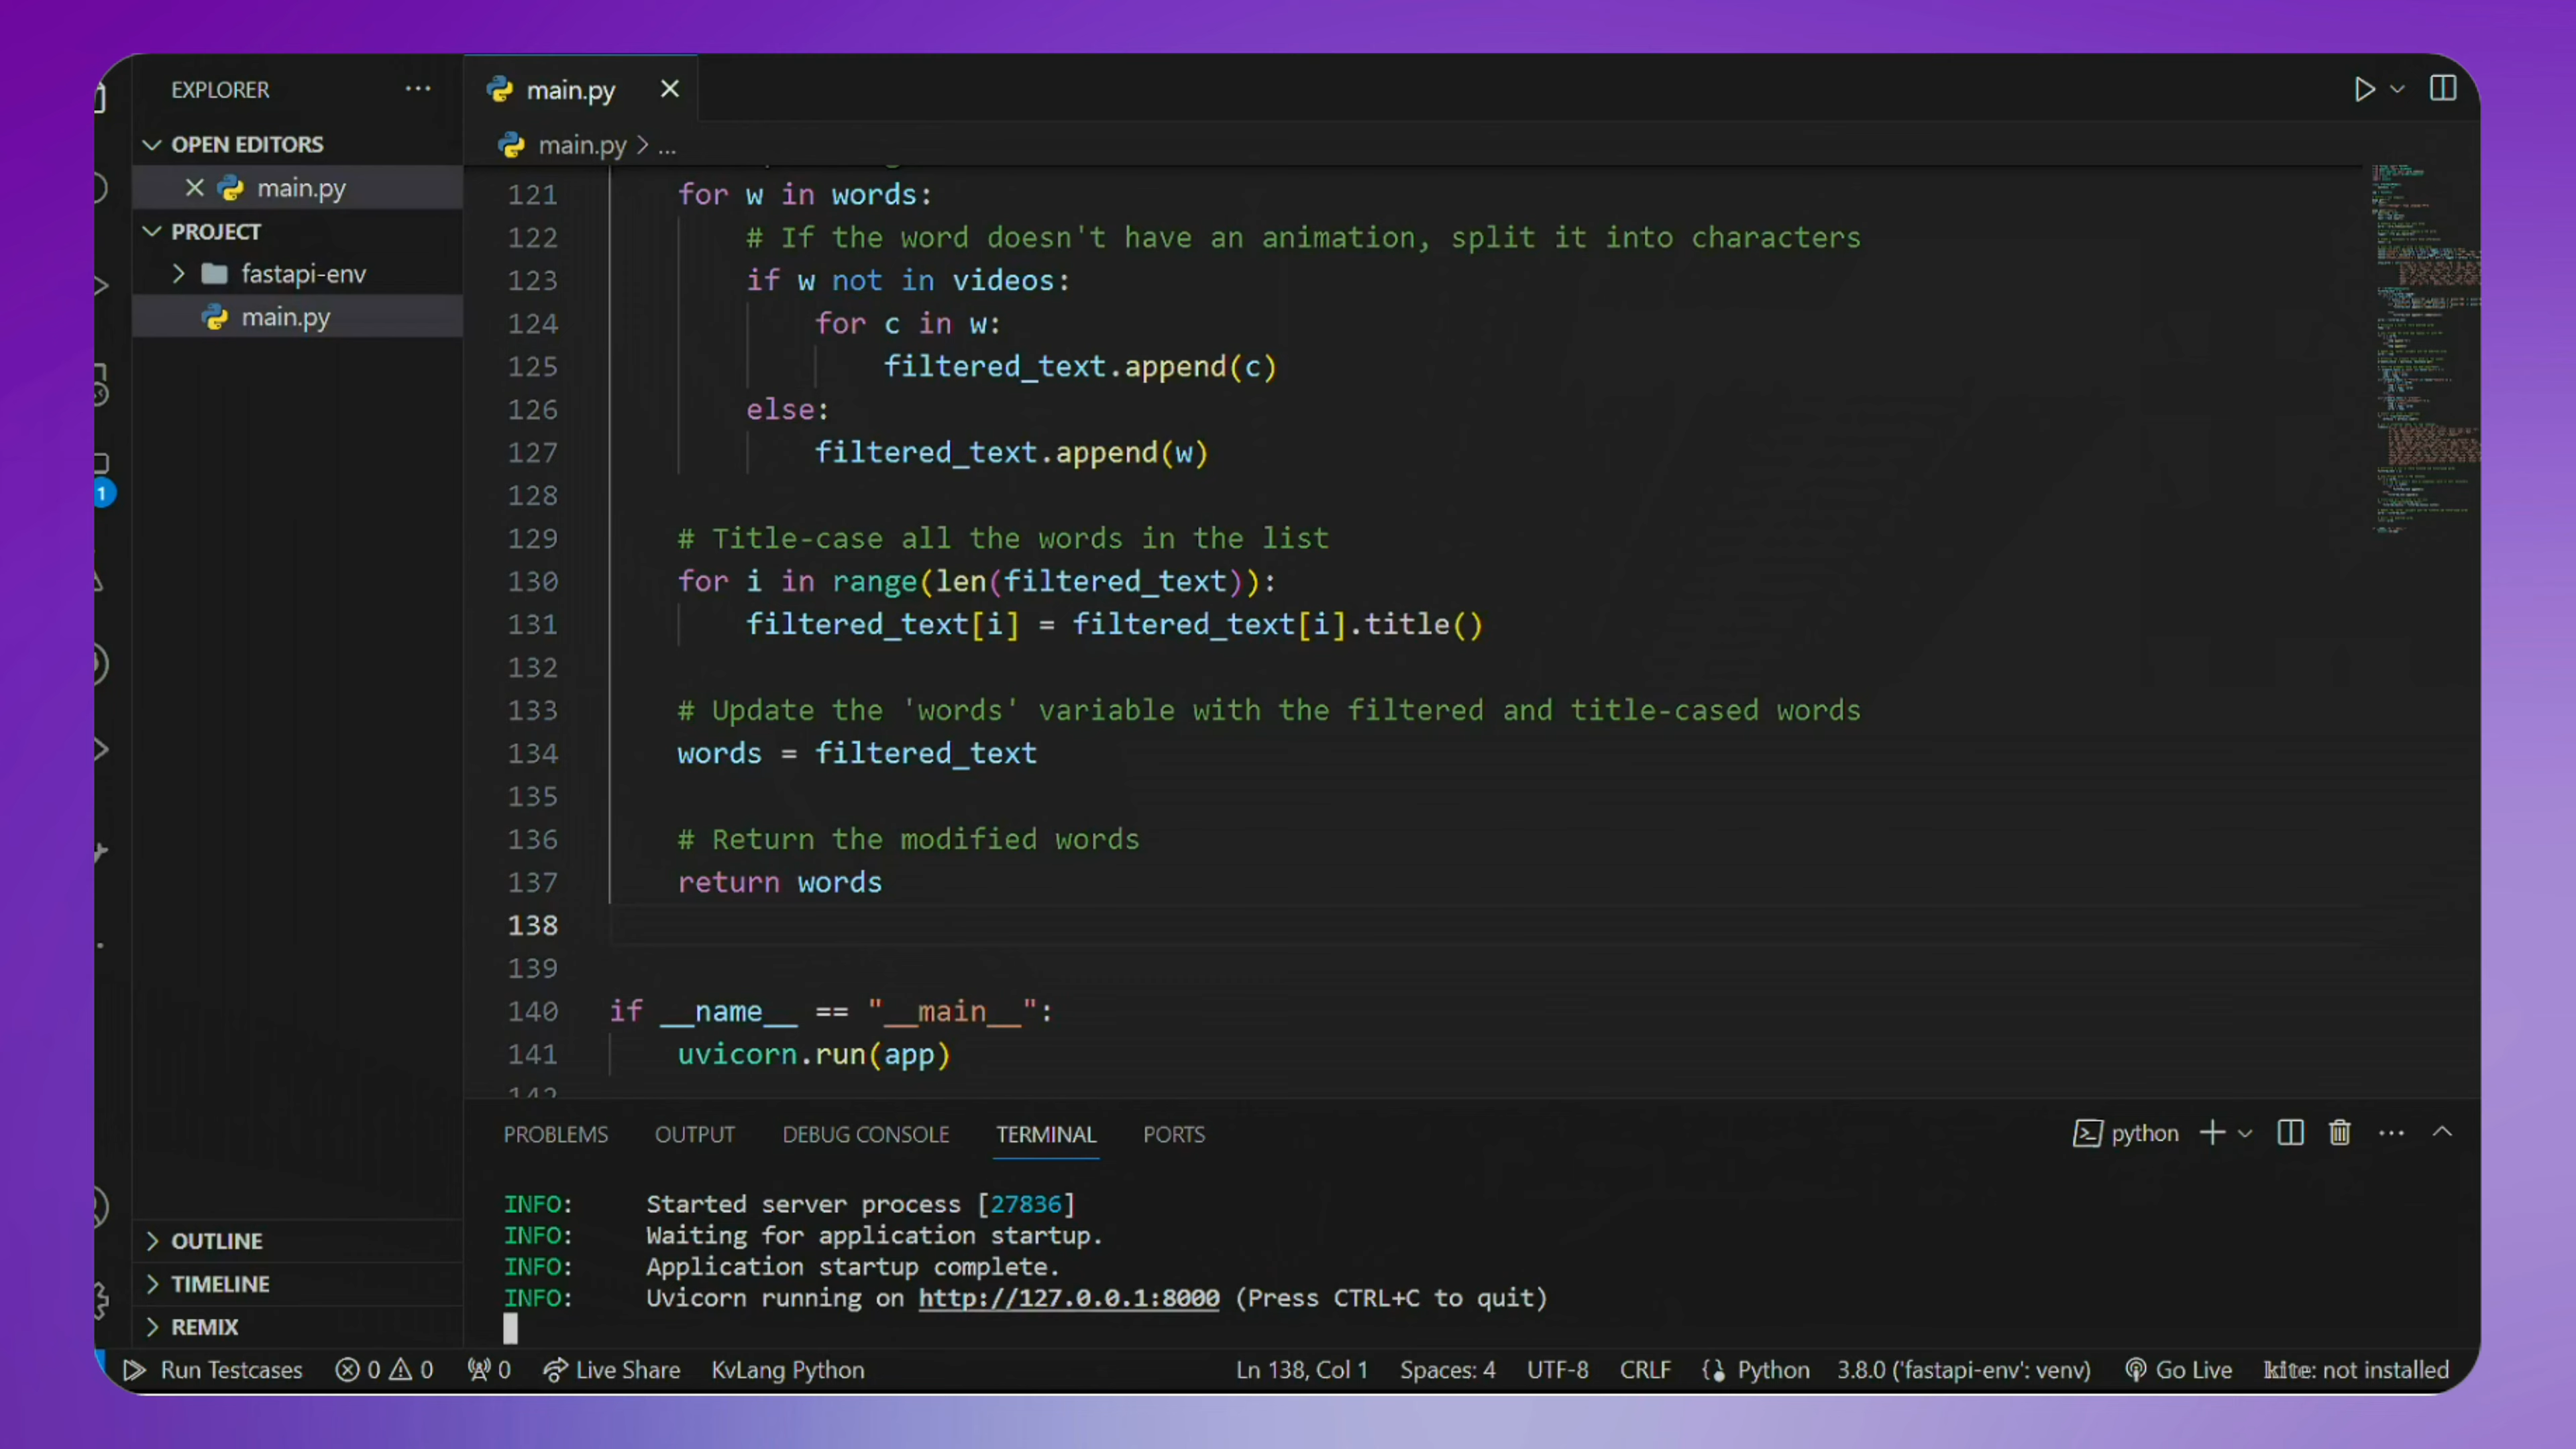 EXPLORER
main.py
OPEN EDITORS
main.py > ...
main.py
PROJECT
fastapi-env
main.py
121 for w in words:
122 # If the word doesn't have an animation, split it into characters
123 if w not in videos:
124 for c in w:
125 filtered_text.append(c)
126 else:
127 filtered_text.append(w)
128
129 # Title-case all the words in the list
130 for i in range(len(filtered_text)):
131 filtered_text[i] = filtered_text[i].title()
132
133 # Update the 'words' variable with the filtered and title-cased words
134 words = filtered_text
135
136 # Return the modified words
137 return words
138
139
140 if __name__ == "__main__":
141 uvicorn.run(app)
142
1
OUTLINE
TIMELINE
REMIX
PROBLEMS OUTPUT DEBUG CONSOLE TERMINAL PORTS
python
INFO: Started server process [27836]
INFO: Waiting for application startup.
INFO: Application startup complete.
INFO: Uvicorn running on http://127.0.0.1:8000 (Press CTRL+C to quit)
Run Testcases 0 0 0 Live Share KvLang Python Ln 138, Col 1 Spaces: 4 UTF-8 CRLF Python 3.8.0 ('fastapi-env': venv) Go Live kite: not installed